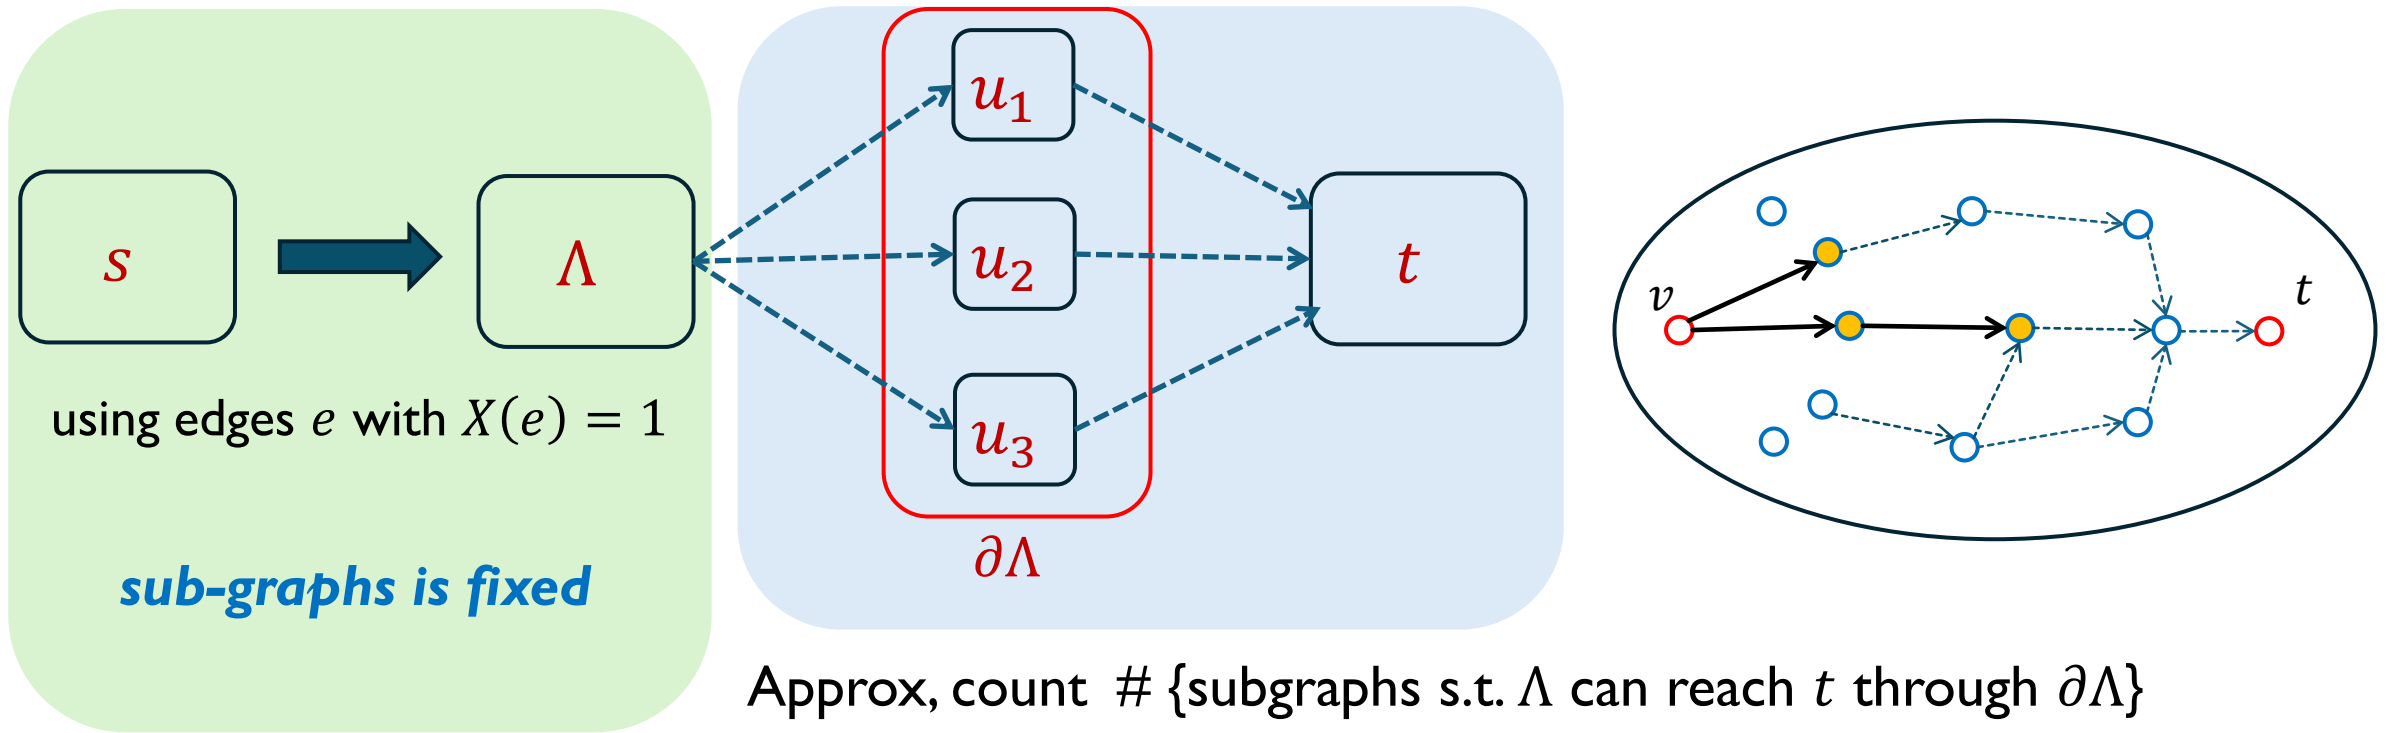 s
Λ
using edges e with X(e) = 1
sub-graphs is fixed
u₁
u₂
u₃
∂Λ
t
v
t
Approx, count # {subgraphs s.t. Λ can reach t through ∂Λ}